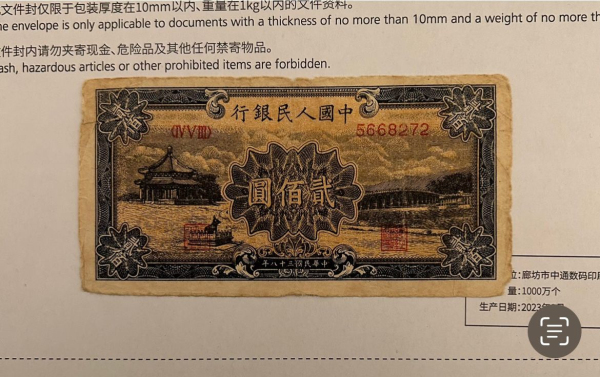 文件封仅限于包装厚度在10mm以内、重量在1kg以内的文件资料。
envelope is only applicable to documents with a thickness of no more than 10mm and a weight of no more
件封内请勿夹寄现金、危险品及其他任何禁寄物品。
ash, hazardous articles or other prohibited items are forbidden.
行銀民人國中
5668272
圓佰貳
年八十三國民華中
位:廊坊市中通数码印
量:1000万个
生产日期:2023年